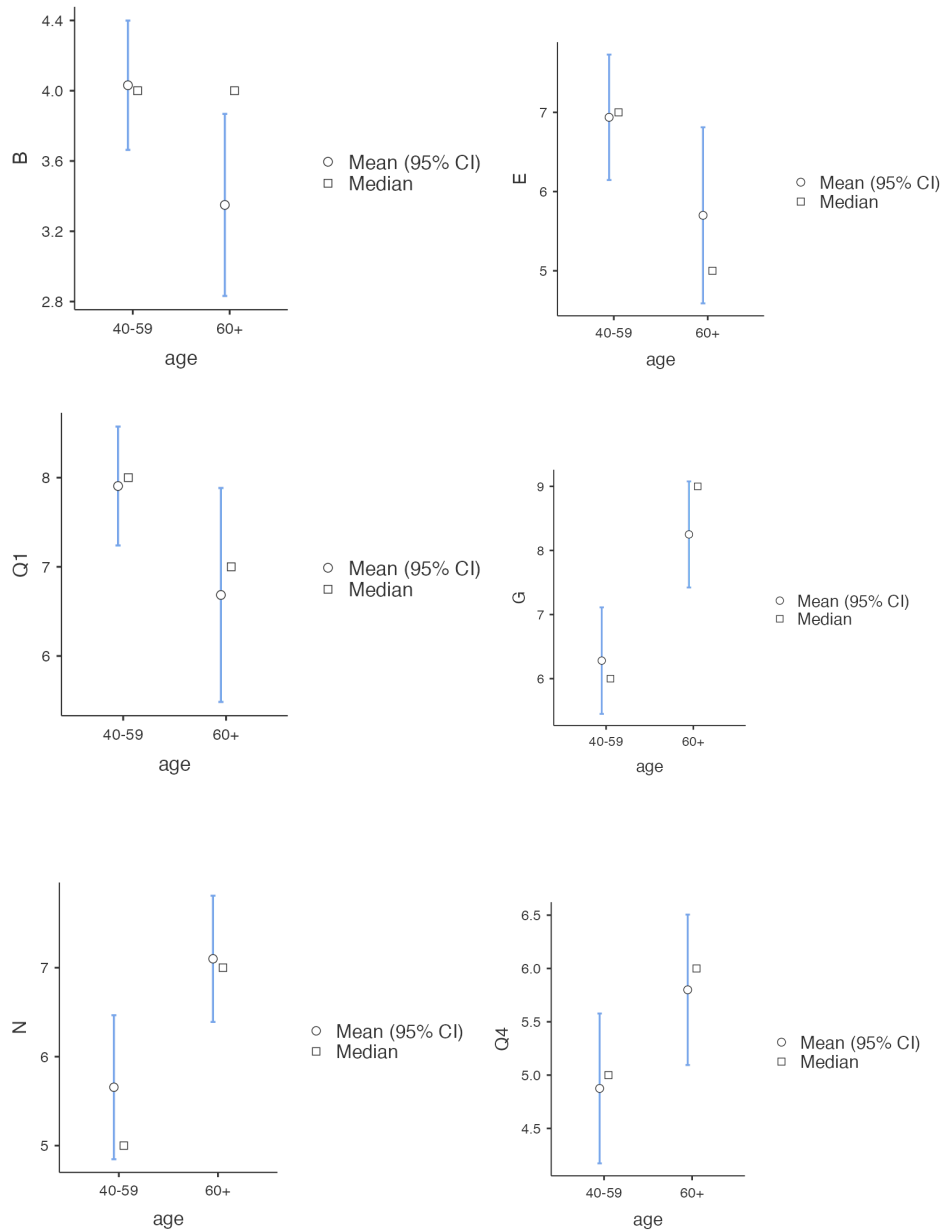 4.4
4.0
3.6
3.2
2.8
B
40-59 60+
age
Mean (95% CI)
Median
7
6
5
E
40-59 60+
age
Mean (95% CI)
Median
8
7
6
Q1
40-59 60+
age
Mean (95% CI)
Median
9
8
7
6
G
40-59 60+
age
Mean (95% CI)
Median
7
6
5
N
40-59 60+
age
Mean (95% CI)
Median
6.5
6.0
5.5
5.0
4.5
Q4
40-59 60+
age
Mean (95% CI)
Median